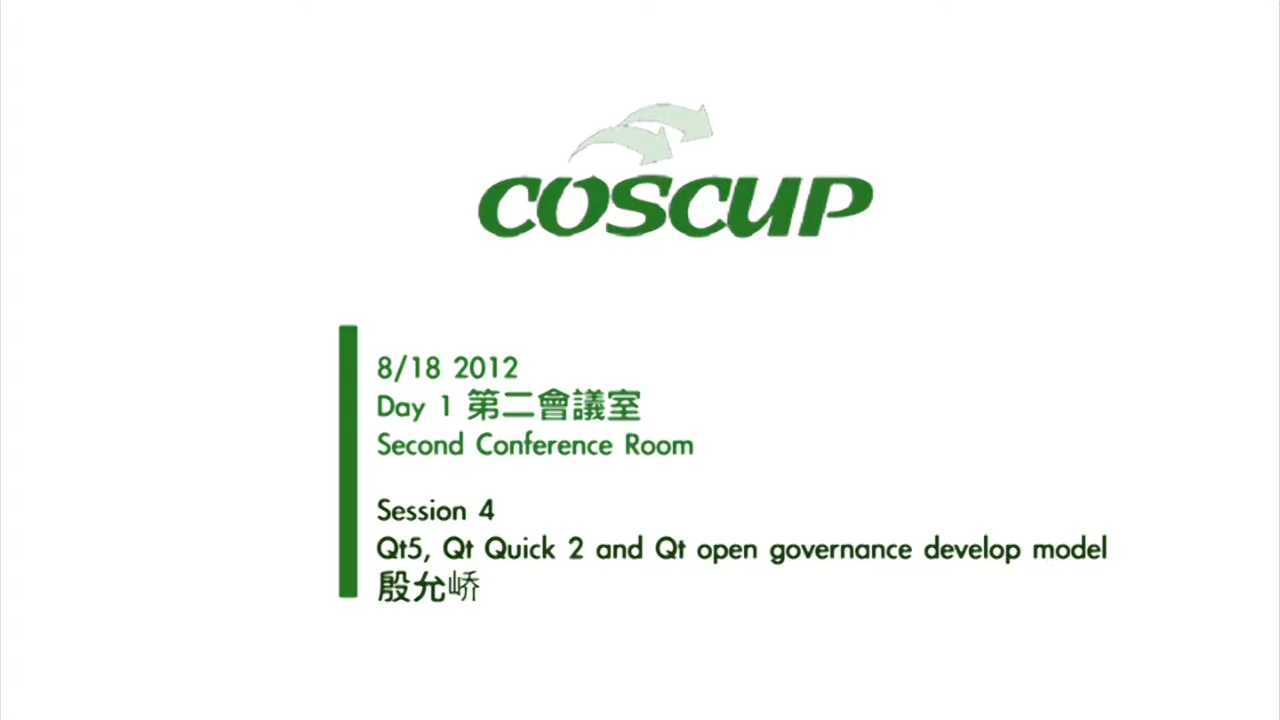 COSCUP
8/18 2012
Day 1 第二會議室
Second Conference Room
Session 4
Qt5, Qt Quick 2 and Qt open governance develop model
殷允峤